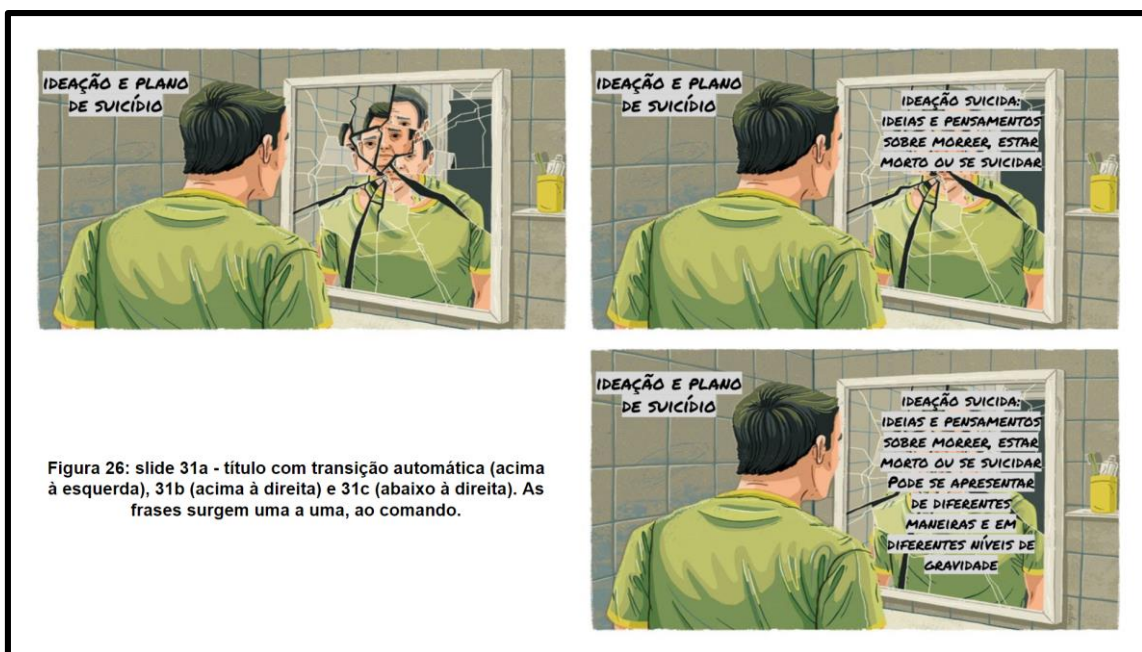 IDEAÇÃO E PLANO
DE SUICÍDIO
IDEAÇÃO E PLANO
DE SUICÍDIO
IDEAÇÃO SUICIDA:
IDEIAS E PENSAMENTOS
SOBRE MORRER, ESTAR
MORTO OU SE SUICIDAR
Figura 26: slide 31a - título com transição automática (acima
à esquerda), 31b (acima à direita) e 31c (abaixo à direita). As
frases surgem uma a uma, ao comando.
IDEAÇÃO E PLANO
DE SUICÍDIO
IDEAÇÃO SUICIDA:
IDEIAS E PENSAMENTOS
SOBRE MORRER, ESTAR
MORTO OU SE SUICIDAR
PODE SE APRESENTAR
DE DIFERENTES
MANEIRAS E EM
DIFERENTES NÍVEIS DE
GRAVIDADE